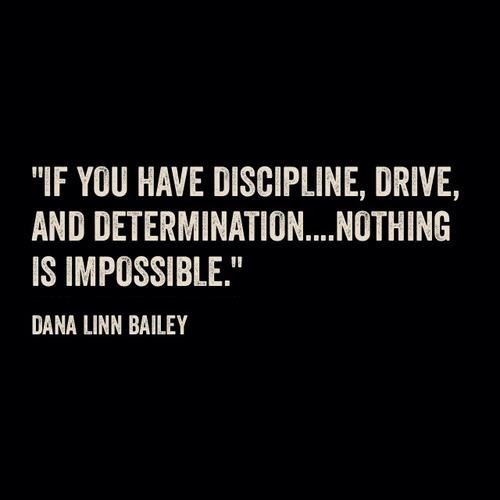 "IF YOU HAVE DISCIPLINE, DRIVE,
AND DETERMINATION....NOTHING
IS IMPOSSIBLE."
DANA LINN BAILEY